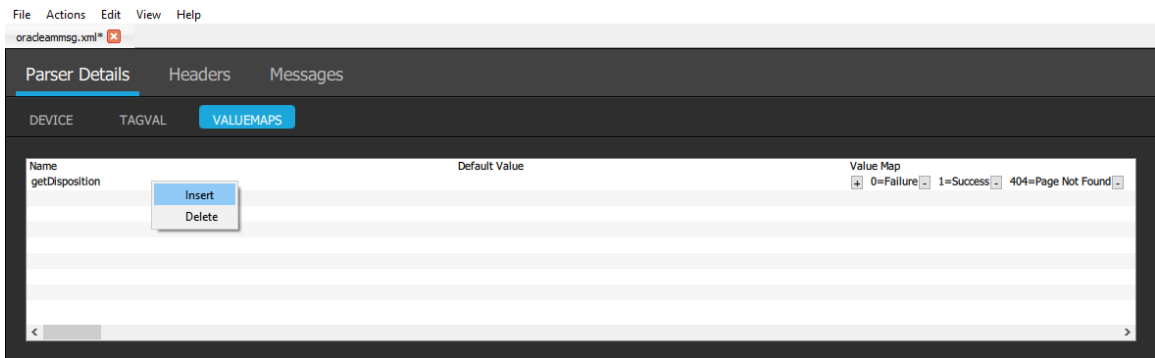 File Actions Edit View Help
oracleammsg.xml*
Parser Details Headers Messages
DEVICE TAGVAL VALUEMAPS
Name Default Value Value Map
getDisposition + 0=Failure - 1=Success - 404=Page Not Found -
Insert
Delete